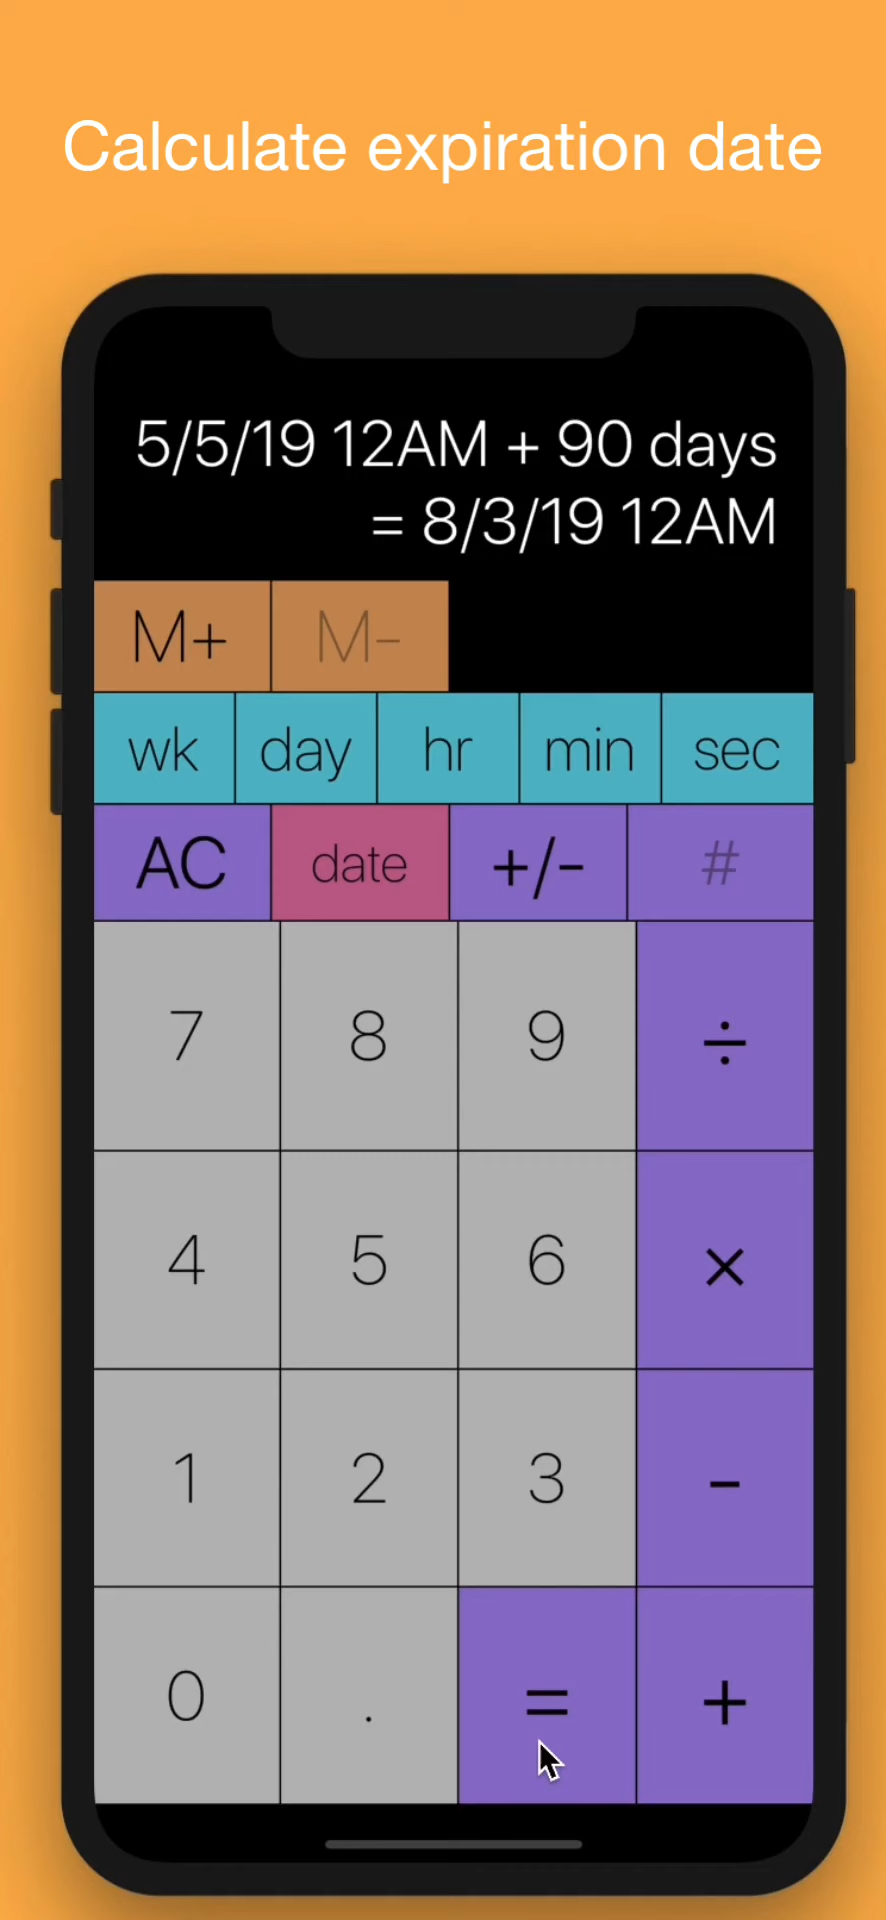 Calculate expiration date
5/5/19 12AM + 90 days
= 8/3/19 12AM
M+ M-
wk day hr min sec
AC date +/- #
7 8 9 ÷
4 5 6 ×
1 2 3 -
0 . = +